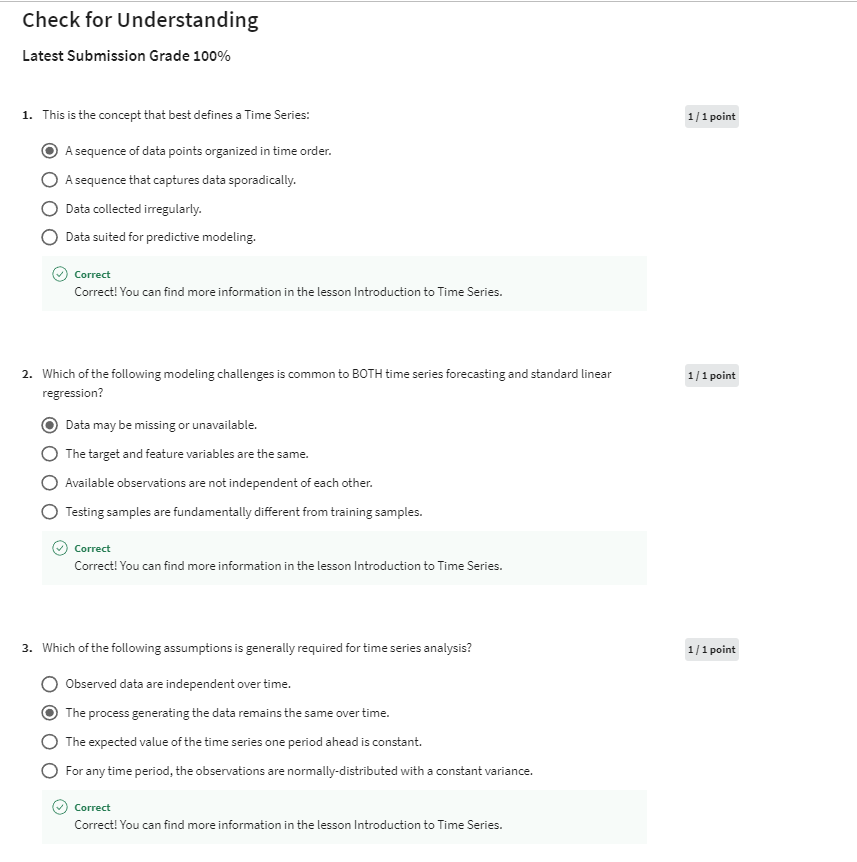 Check for Understanding
Latest Submission Grade 100%
1. This is the concept that best defines a Time Series:
1 / 1 point
A sequence of data points organized in time order.
A sequence that captures data sporadically.
Data collected irregularly.
Data suited for predictive modeling.
Correct
Correct! You can find more information in the lesson Introduction to Time Series.
2. Which of the following modeling challenges is common to BOTH time series forecasting and standard linear
regression?
1 / 1 point
Data may be missing or unavailable.
The target and feature variables are the same.
Available observations are not independent of each other.
Testing samples are fundamentally different from training samples.
Correct
Correct! You can find more information in the lesson Introduction to Time Series.
3. Which of the following assumptions is generally required for time series analysis?
1 / 1 point
Observed data are independent over time.
The process generating the data remains the same over time.
The expected value of the time series one period ahead is constant.
For any time period, the observations are normally-distributed with a constant variance.
Correct
Correct! You can find more information in the lesson Introduction to Time Series.